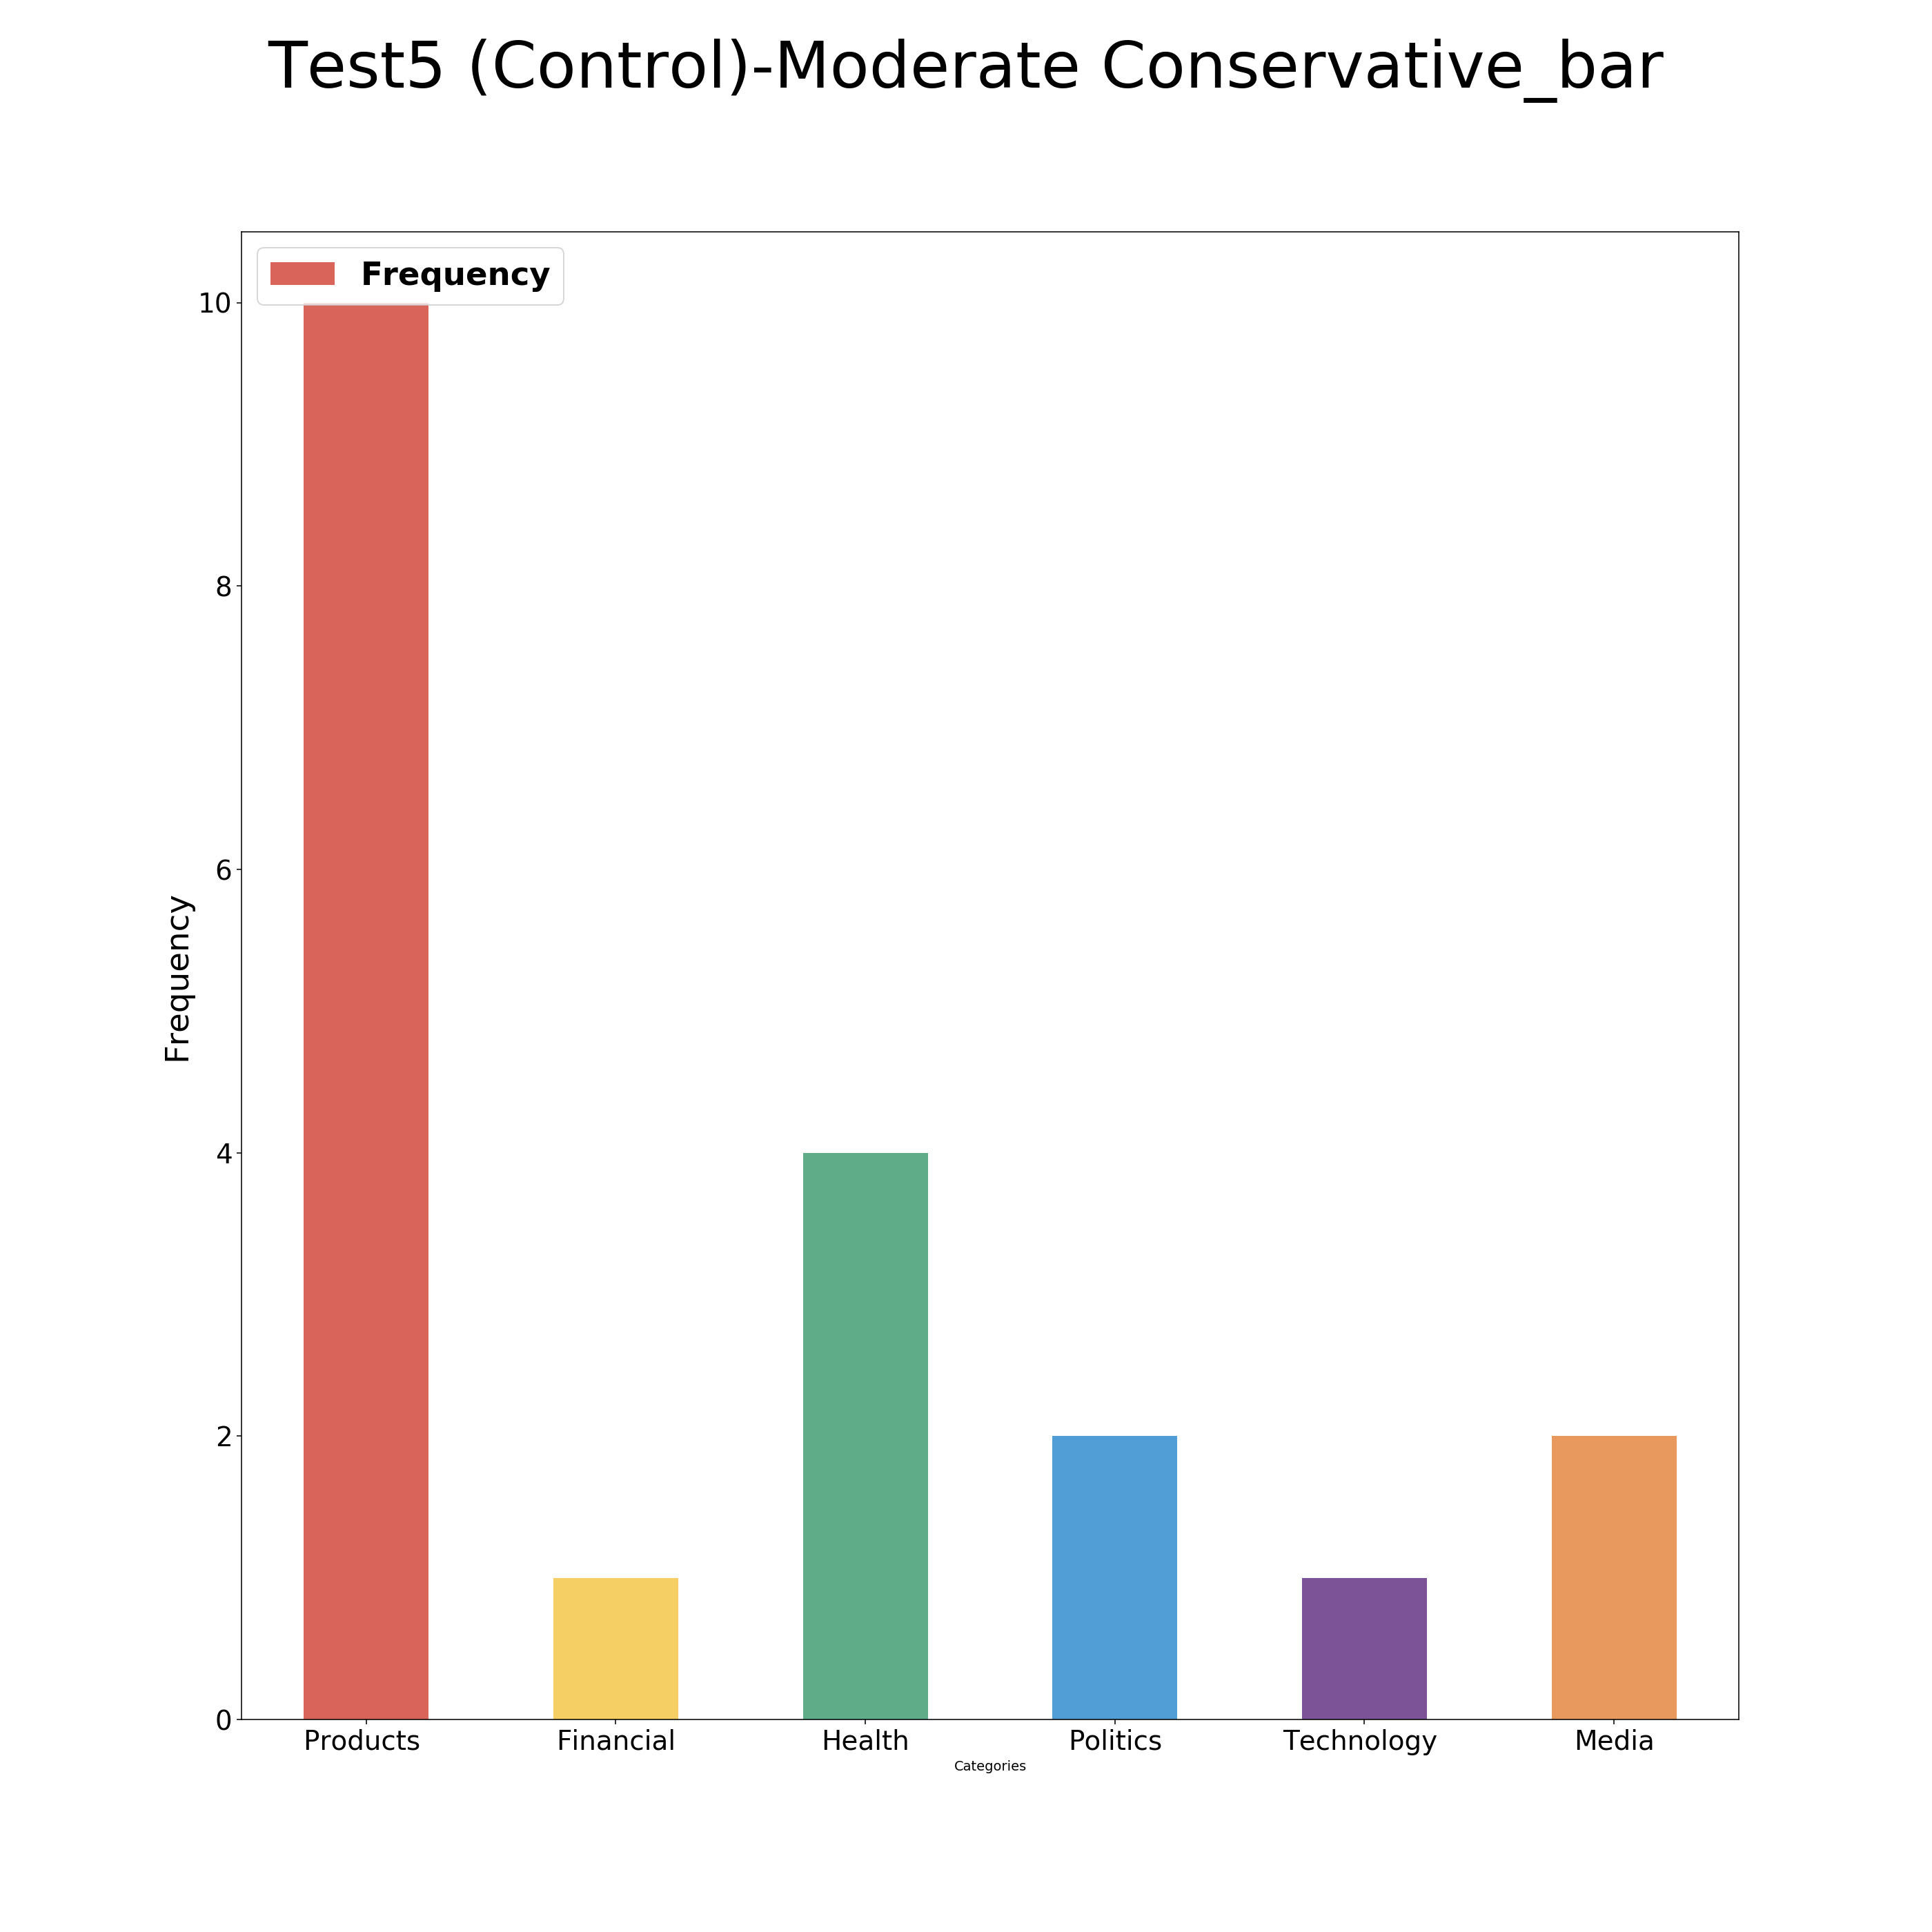 Test5 (Control)-Moderate Conservative_bar
Frequency
10
8
6
4
2
0
Frequency
Products Financial Health Politics Technology Media
Categories